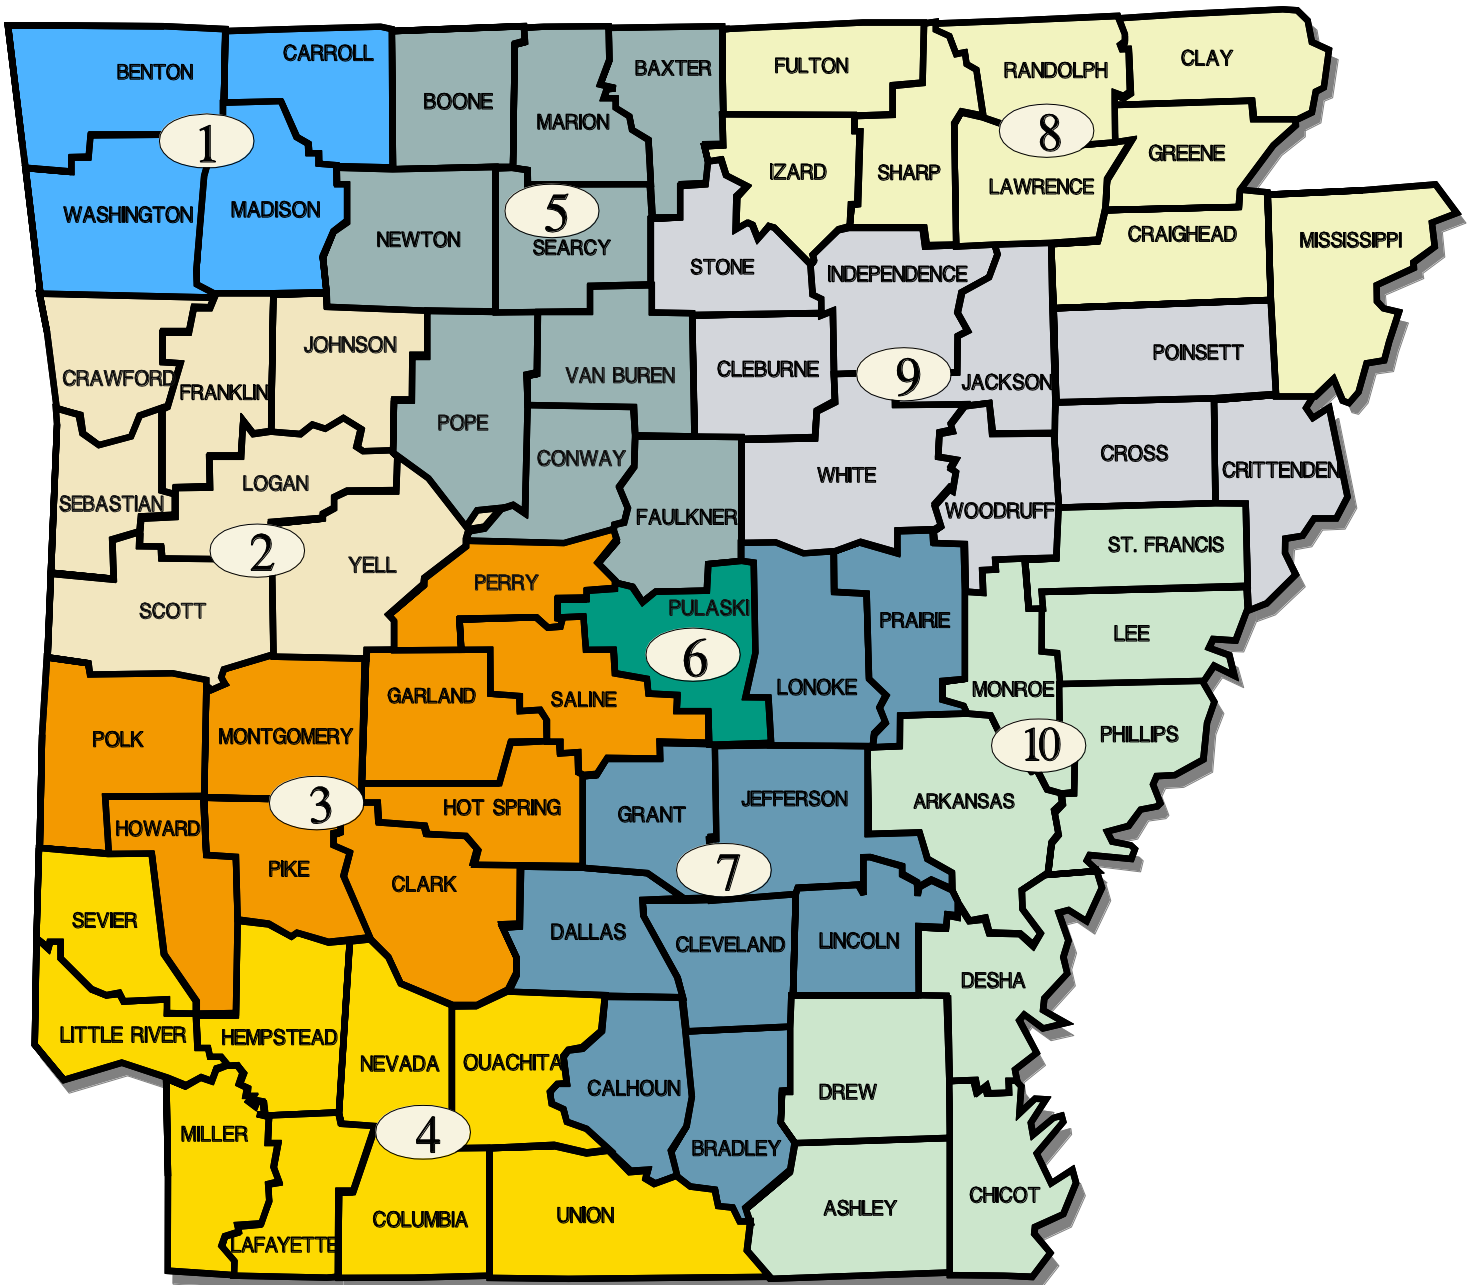 CARROLL
BENTON
BOONE
MARION
BAXTER
FULTON
RANDOLPH
CLAY
1
8
IZARD
SHARP
LAWRENCE
GREENE
WASHINGTON
MADISON
NEWTON
5
SEARCY
STONE
INDEPENDENCE
CRAIGHEAD
MISSISSIPPI
CRAWFORD
FRANKLIN
JOHNSON
POPE
VAN BUREN
CLEBURNE
9
JACKSON
POINSETT
SEBASTIAN
LOGAN
CONWAY
FAULKNER
WHITE
WOODRUFF
CROSS
CRITTENDEN
2
YELL
SCOTT
PERRY
PULASKI
6
PRAIRIE
ST. FRANCIS
LEE
POLK
MONTGOMERY
GARLAND
SALINE
LONOKE
MONROE
10
PHILLIPS
HOWARD
3
HOT SPRING
GRANT
JEFFERSON
ARKANSAS
PIKE
CLARK
7
SEVIER
DALLAS
CLEVELAND
LINCOLN
DESHA
LITTLE RIVER
HEMPSTEAD
NEVADA
OUACHITA
CALHOUN
DREW
MILLER
4
BRADLEY
LAFAYETTE
COLUMBIA
UNION
ASHLEY
CHICOT